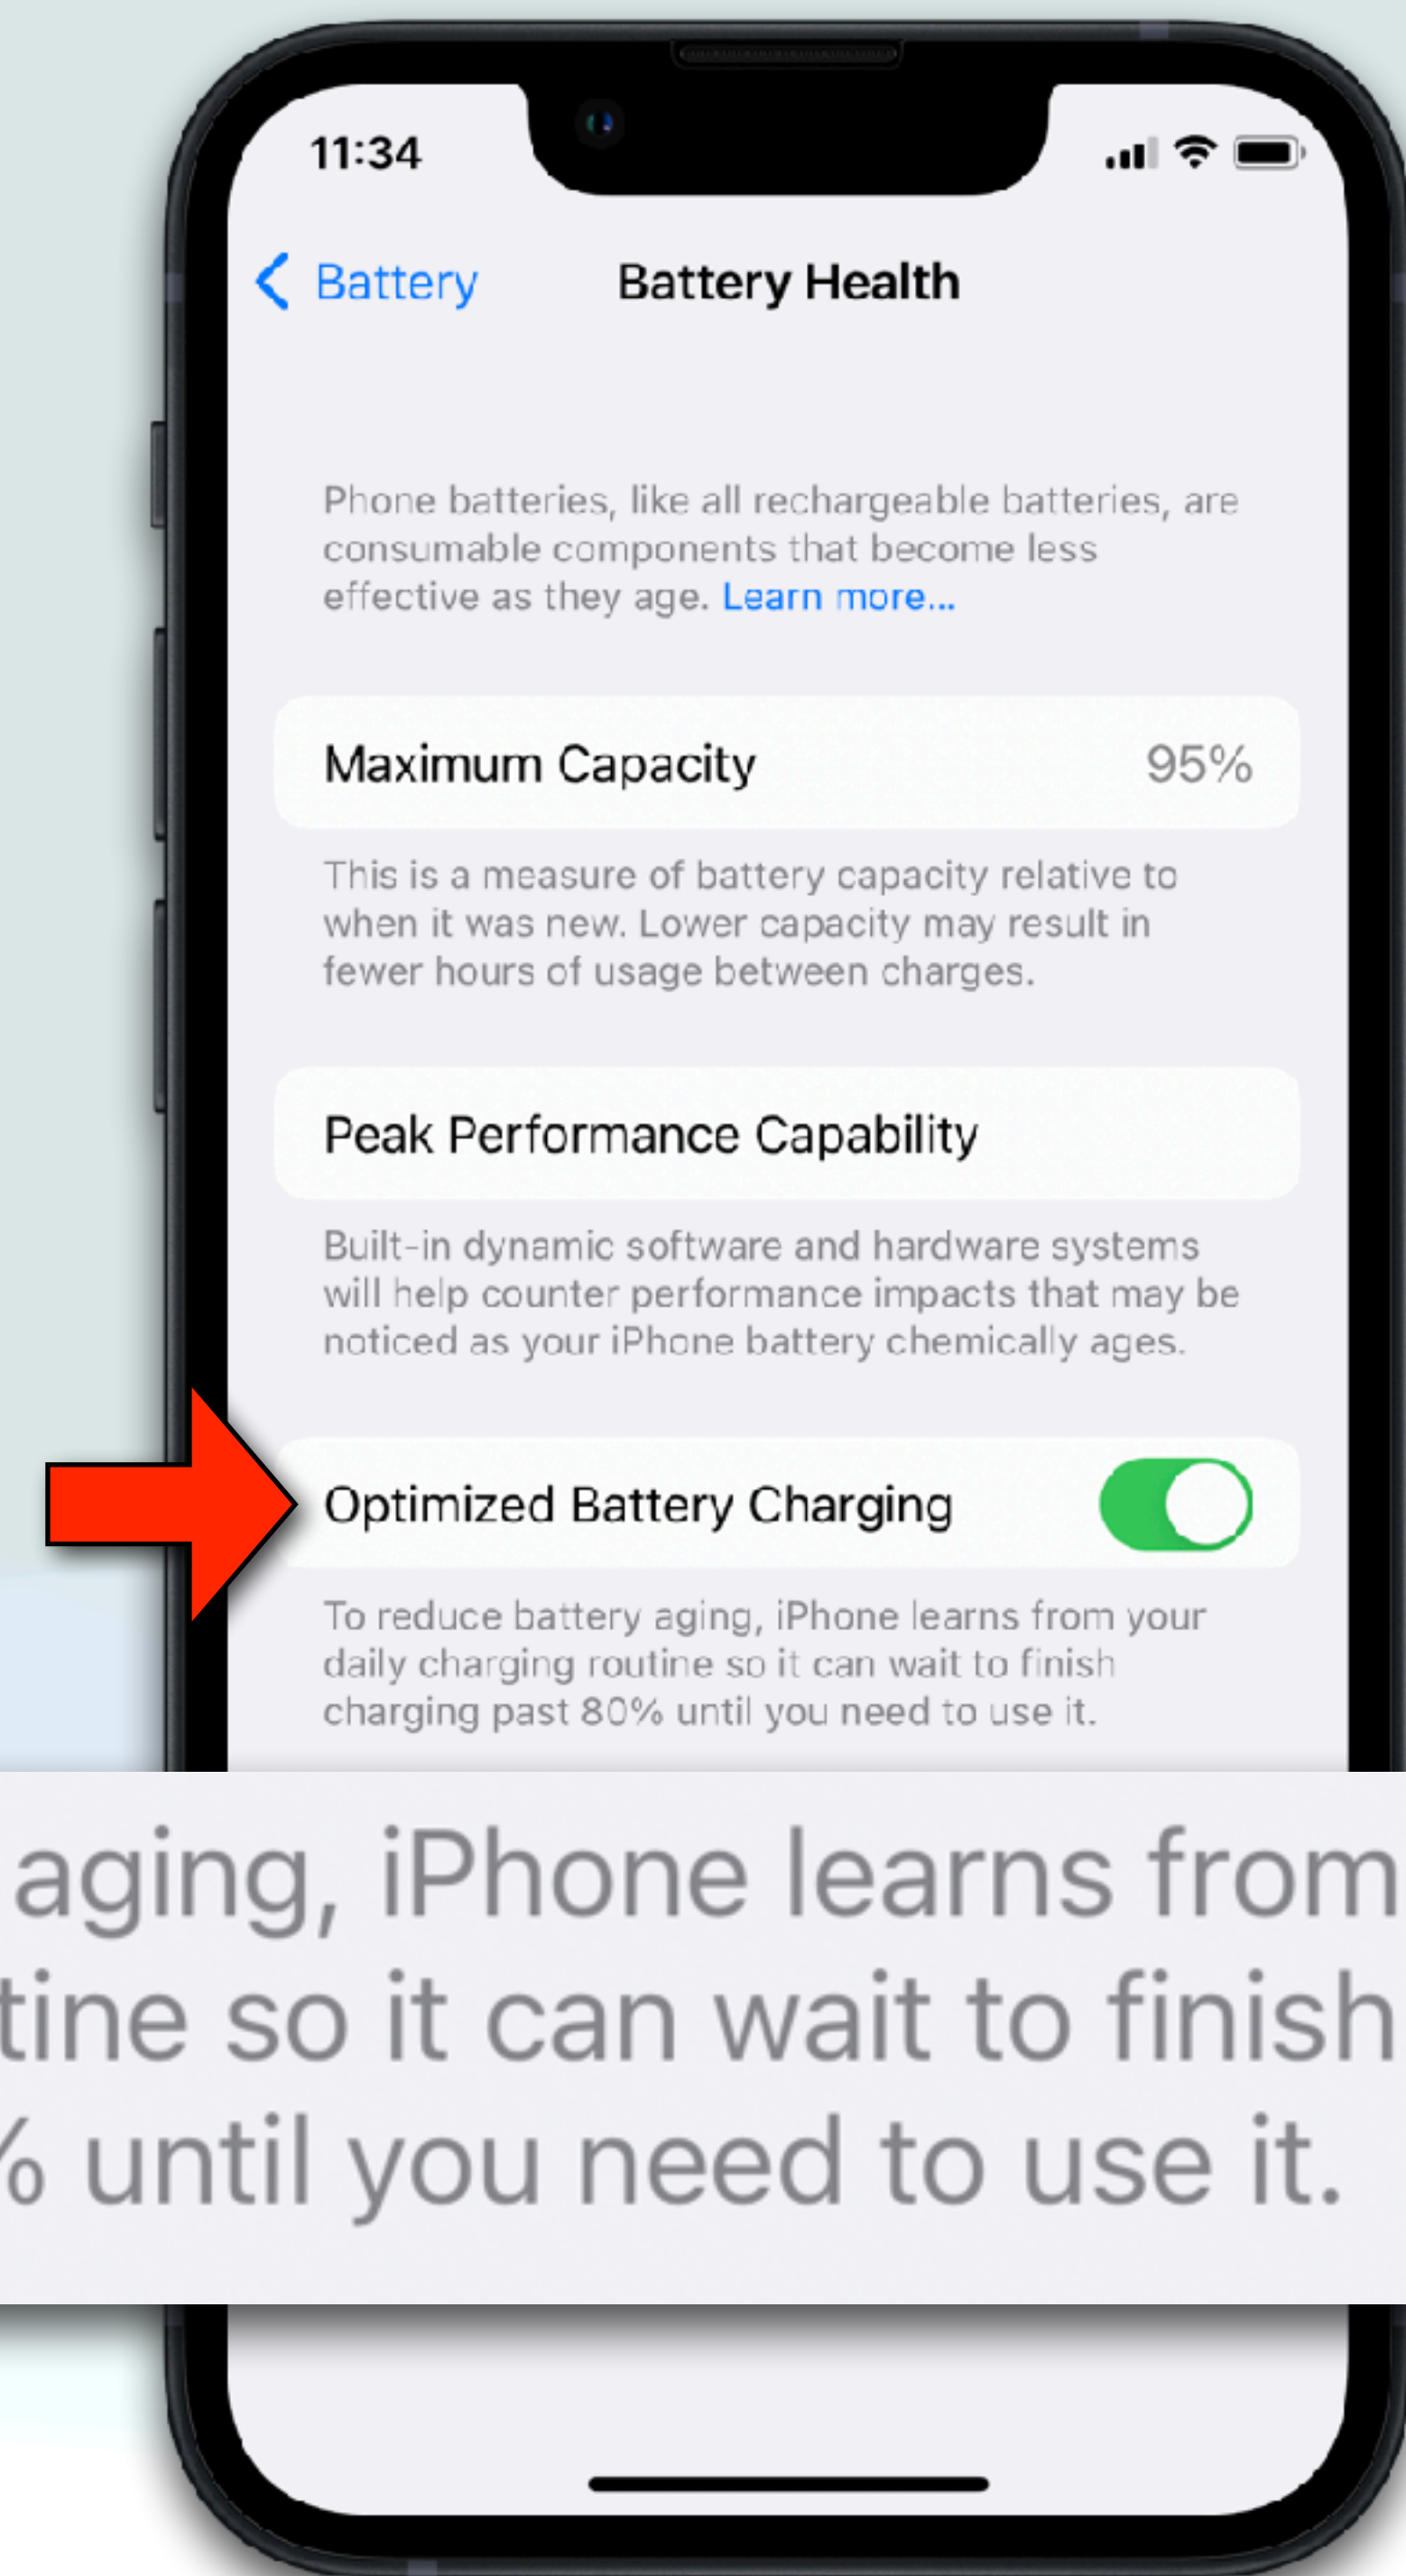 11:34
Battery
Battery Health
Phone batteries, like all rechargeable batteries, are
consumable components that become less
effective as they age. Learn more...
Maximum Capacity 95%
This is a measure of battery capacity relative to
when it was new. Lower capacity may result in
fewer hours of usage between charges.
Peak Performance Capability
Built-in dynamic software and hardware systems
will help counter performance impacts that may be
noticed as your iPhone battery chemically ages.
Optimized Battery Charging
To reduce battery aging, iPhone learns from your
daily charging routine so it can wait to finish
charging past 80% until you need to use it.
aging, iPhone learns from
tine so it can wait to finish
% until you need to use it.